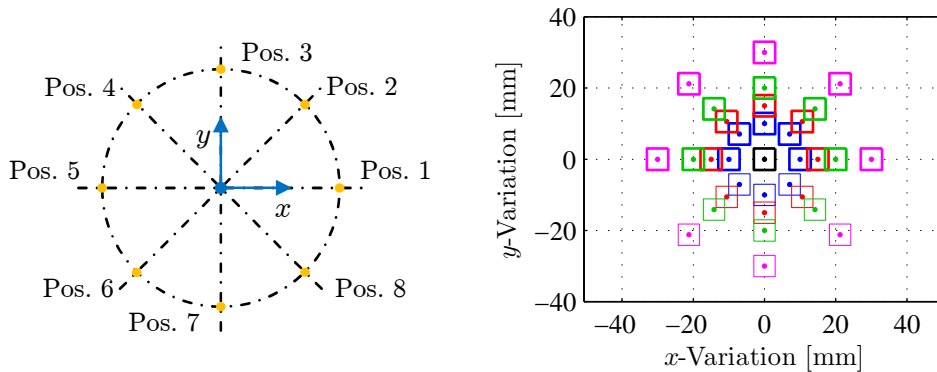 Pos. 3
Pos. 4
Pos. 2
y
Pos. 5
Pos. 1
x
Pos. 6
Pos. 8
Pos. 7
40
20
0
−20
−40
y-Variation [mm]
−40 −20 0 20 40
x-Variation [mm]